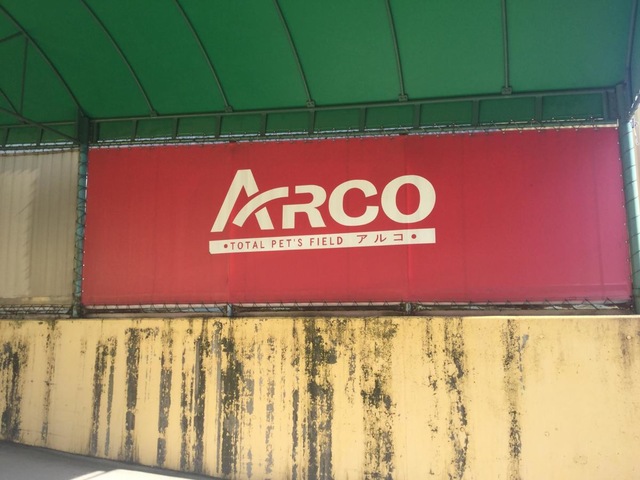 ARCO
•TOTAL PET'S FIELD アルコ•